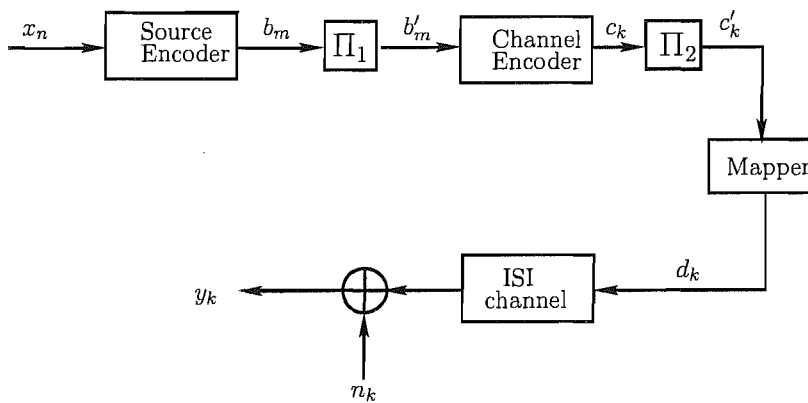 x_n
Source
Encoder
b_m
Π_1
b'_m
Channel
Encoder
c_k
Π_2
c'_k
Mapper
d_k
ISI
channel
y_k
n_k